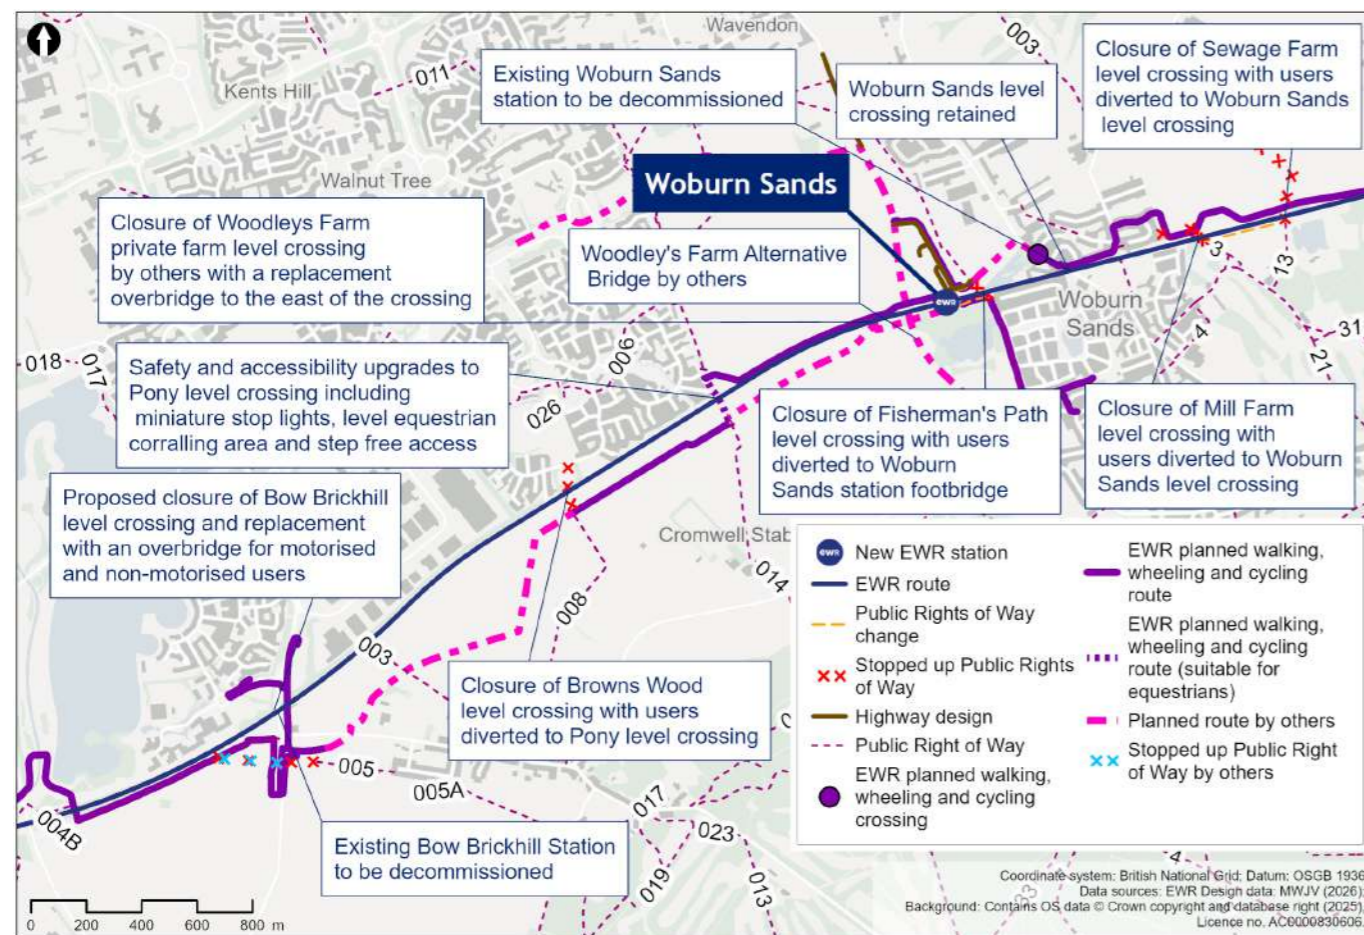 Wavendon
003
011
Kents Hill
Existing Woburn Sands
station to be decommissioned
Woburn Sands level
crossing retained
Closure of Sewage Farm
level crossing with users
diverted to Woburn Sands
level crossing
Walnut Tree
Woburn Sands
Closure of Woodleys Farm
private farm level crossing
by others with a replacement
overbridge to the east of the crossing
Woodley's Farm Alternative
Bridge by others
ewr
3
13
Woburn
Sands
4
31
21
018
017
006
026
Safety and accessibility upgrades to
Pony level crossing including
miniature stop lights, level equestrian
corralling area and step free access
Closure of Fisherman's Path
level crossing with users
diverted to Woburn
Sands station footbridge
Closure of Mill Farm
level crossing with
users diverted to Woburn
Sands level crossing
Proposed closure of Bow Brickhill
level crossing and replacement
with an overbridge for motorised
and non-motorised users
Cromwell Stab
014
008
003
Closure of Browns Wood
level crossing with users
diverted to Pony level crossing
005
005A
004B
017
023
019
013
Existing Bow Brickhill Station
to be decommissioned
ewr
New EWR station
EWR route
Public Rights of Way
change
Stopped up Public Rights
of Way
Highway design
Public Right of Way
EWR planned walking,
wheeling and cycling
crossing
EWR planned walking,
wheeling and cycling
route
EWR planned walking,
wheeling and cycling
route (suitable for
equestrians)
Planned route by others
Stopped up Public Right
of Way by others
4
33
0 200 400 600 800 m
Coordinate system: British National Grid; Datum: OSGB 1936
Data sources: EWR Design data: MWJV (2026);
Background: Contains OS data © Crown copyright and database right (2025),
Licence no. AC0000830606.